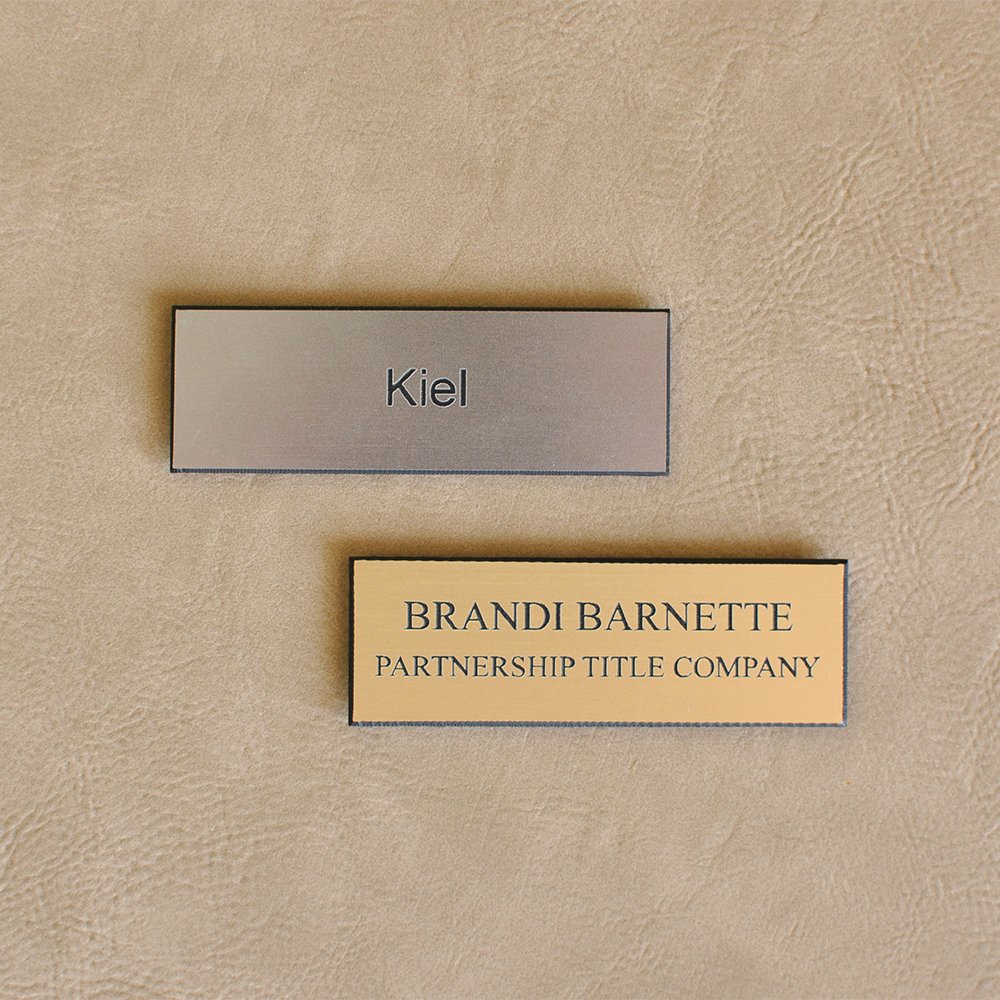 Kiel
BRANDI BARNETTE
PARTNERSHIP TITLE COMPANY